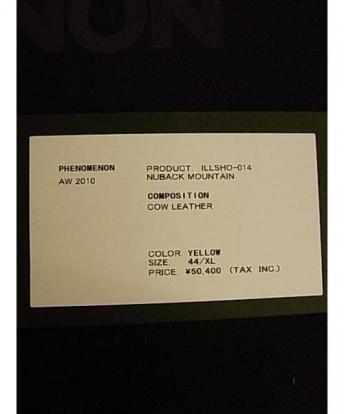 NON
PHENOMENON
AW 2010
PRODUCT. ILLSHO-014
NUBACK MOUNTAIN
COMPOSITION
COW LEATHER
COLOR. YELLOW
SIZE. 44/XL
PRICE. ¥50,400 (TAX INC.)